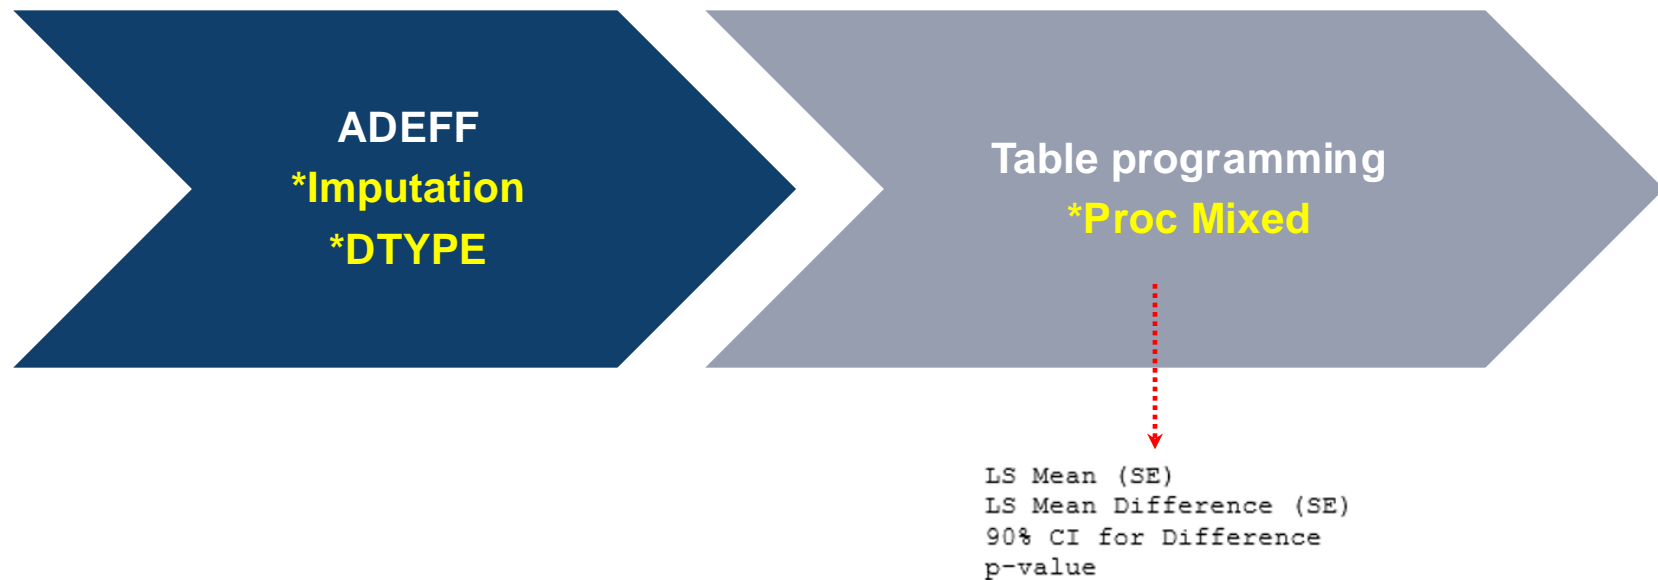 ADEFF
*Imputation
*DTYPE
Table programming
*Proc Mixed
LS Mean (SE)
LS Mean Difference (SE)
90% CI for Difference
p-value